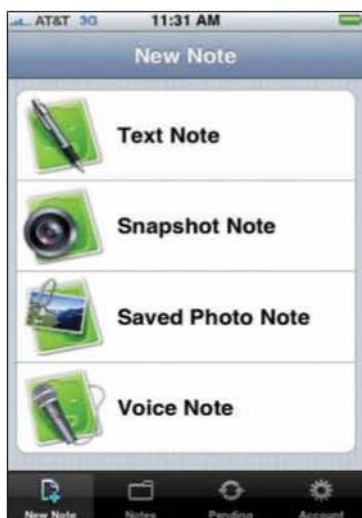 AT&T 3G 11:31 AM
New Note
Text Note
Snapshot Note
Saved Photo Note
Voice Note
New Note Notes Pending Account